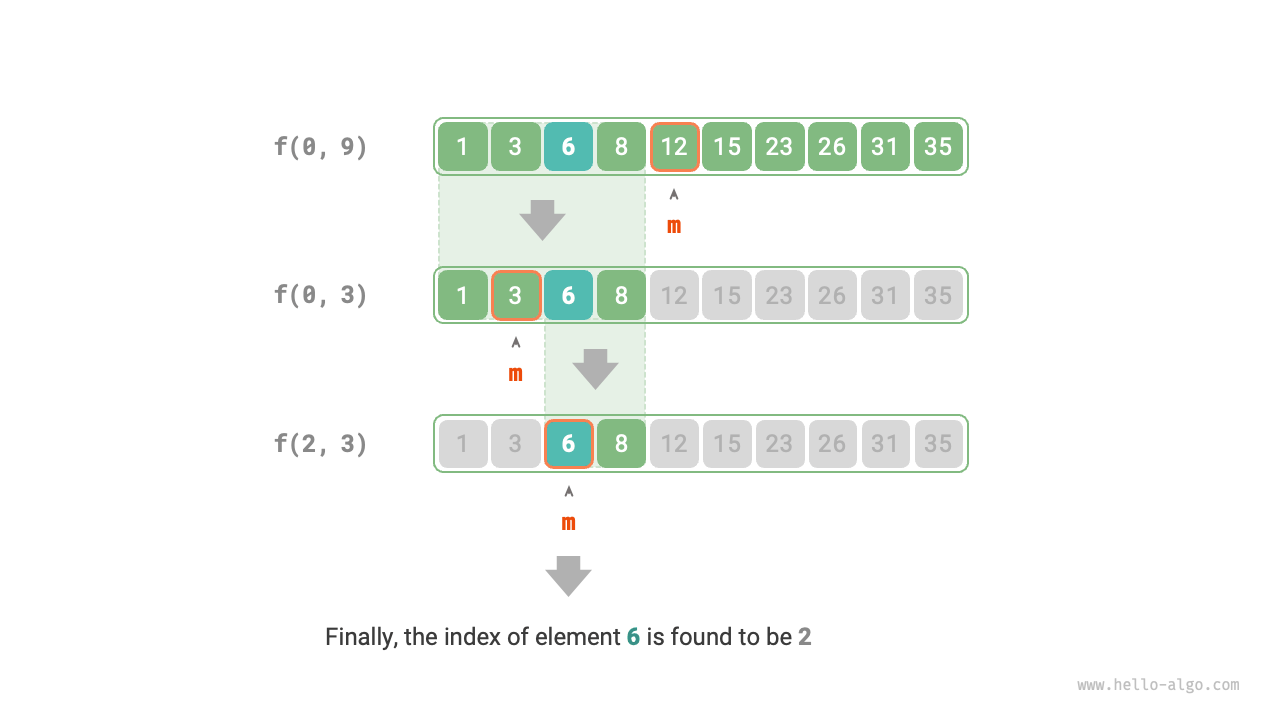 f(0, 9) 1 3 6 8 12 15 23 26 31 35
m
f(0, 3) 1 3 6 8 12 15 23 26 31 35
m
f(2, 3) 1 3 6 8 12 15 23 26 31 35
m
Finally, the index of element 6 is found to be 2
www.hello-algo.com